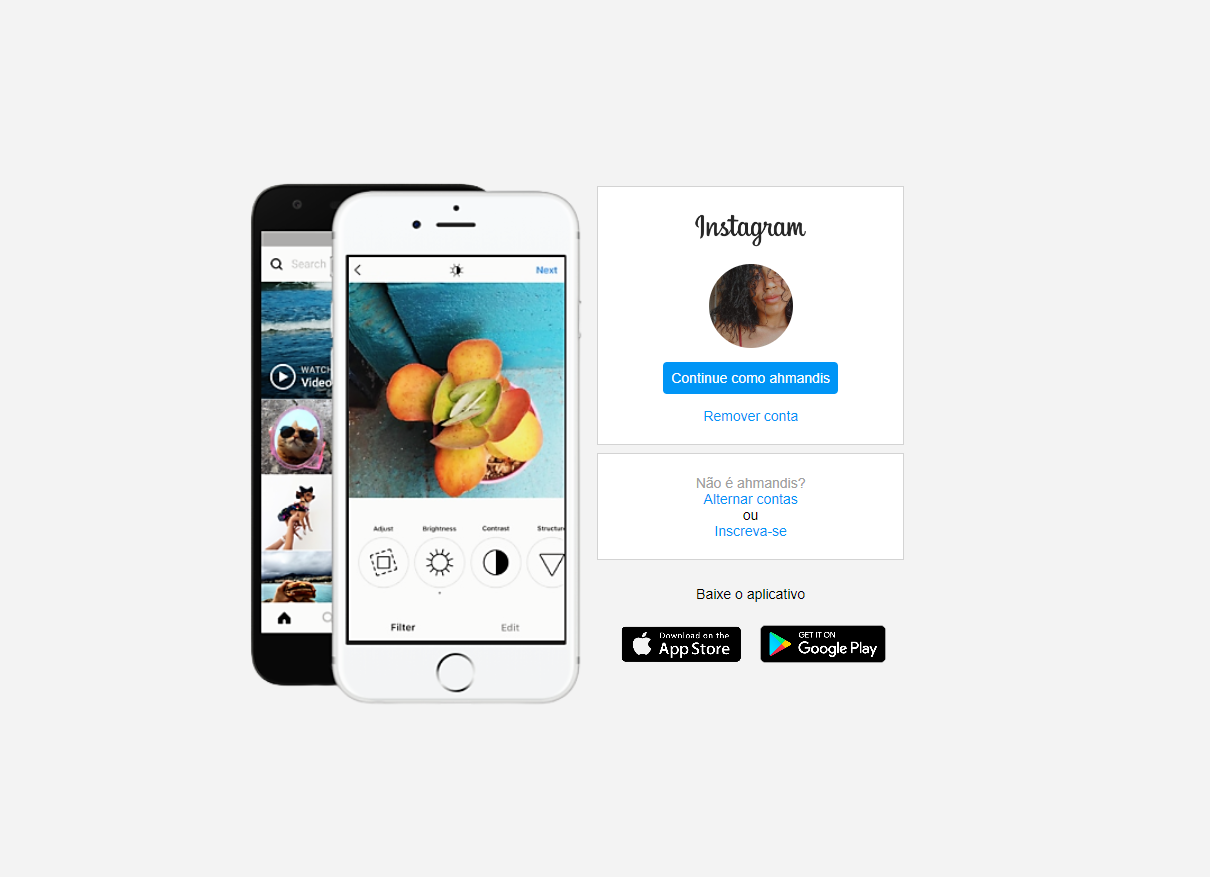 Search
WATCH
Video
Next
Adjust
Brightness
Contrast
Structure
Filter
Edit
Instagram
Continue como ahmandis
Remover conta
Não é ahmandis?
Alternar contas
ou
Inscreva-se
Baixe o aplicativo
Download on the
App Store
GET IT ON
Google Play